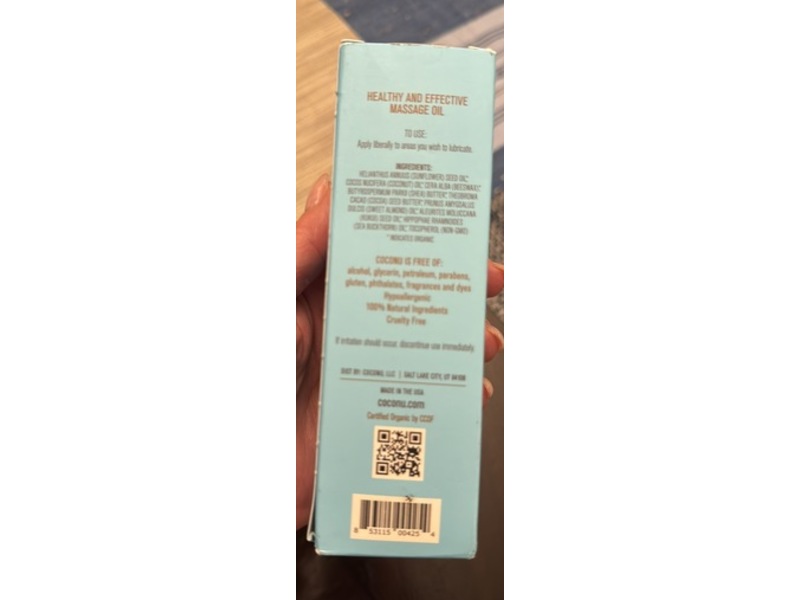 HEALTHY AND EFFECTIVE
MASSAGE OIL
TO USE:
Apply liberally to areas you wish to lubricate.
INGREDIENTS:
HELIANTHUS ANNUUS (SUNFLOWER) SEED OIL*,
COCOS NUCIFERA (COCONUT) OIL*, CERA ALBA (BEESWAX)*,
BUTYROSPERMUM PARKII (SHEA) BUTTER*, THEOBROMA
CACAO (COCOA) SEED BUTTER*, PRUNUS AMYGDALUS
DULCIS (SWEET ALMOND) OIL*, ALEURITES MOLUCCANA
(KUKUI) SEED OIL*, HIPPOPHAE RHAMNOIDES
(SEA BUCKTHORN) OIL*, TOCOPHEROL (NON-GMO)
* INDICATES ORGANIC
COCONU IS FREE OF:
alcohol, glycerin, petroleum, parabens,
gluten, phthalates, fragrances and dyes
Hypoallergenic
100% Natural Ingredients
Cruelty Free
If irritation should occur, discontinue use immediately.
DIST BY: COCONU, LLC | SALT LAKE CITY, UT 84108
MADE IN THE USA
coconu.com
Certified Organic by CCOF
8 53115 00425 4